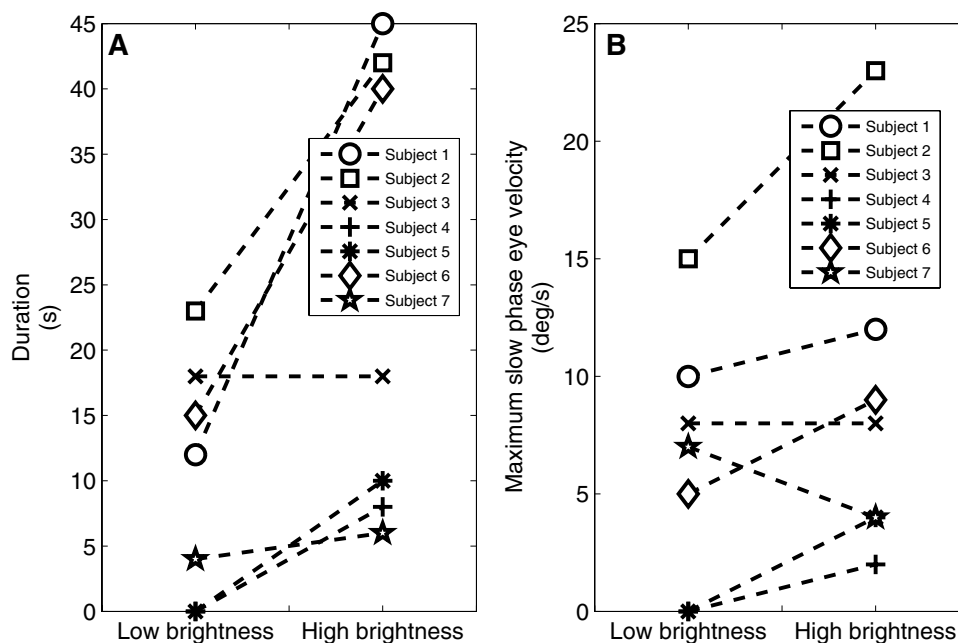 A
45
40
35
30
25
20
15
10
5
0
Duration
(s)
Subject 1
Subject 2
Subject 3
Subject 4
Subject 5
Subject 6
Subject 7
Low brightness
High brightness
B
25
20
15
10
5
0
Maximum slow phase eye velocity
(deg/s)
Subject 1
Subject 2
Subject 3
Subject 4
Subject 5
Subject 6
Subject 7
Low brightness
High brightness